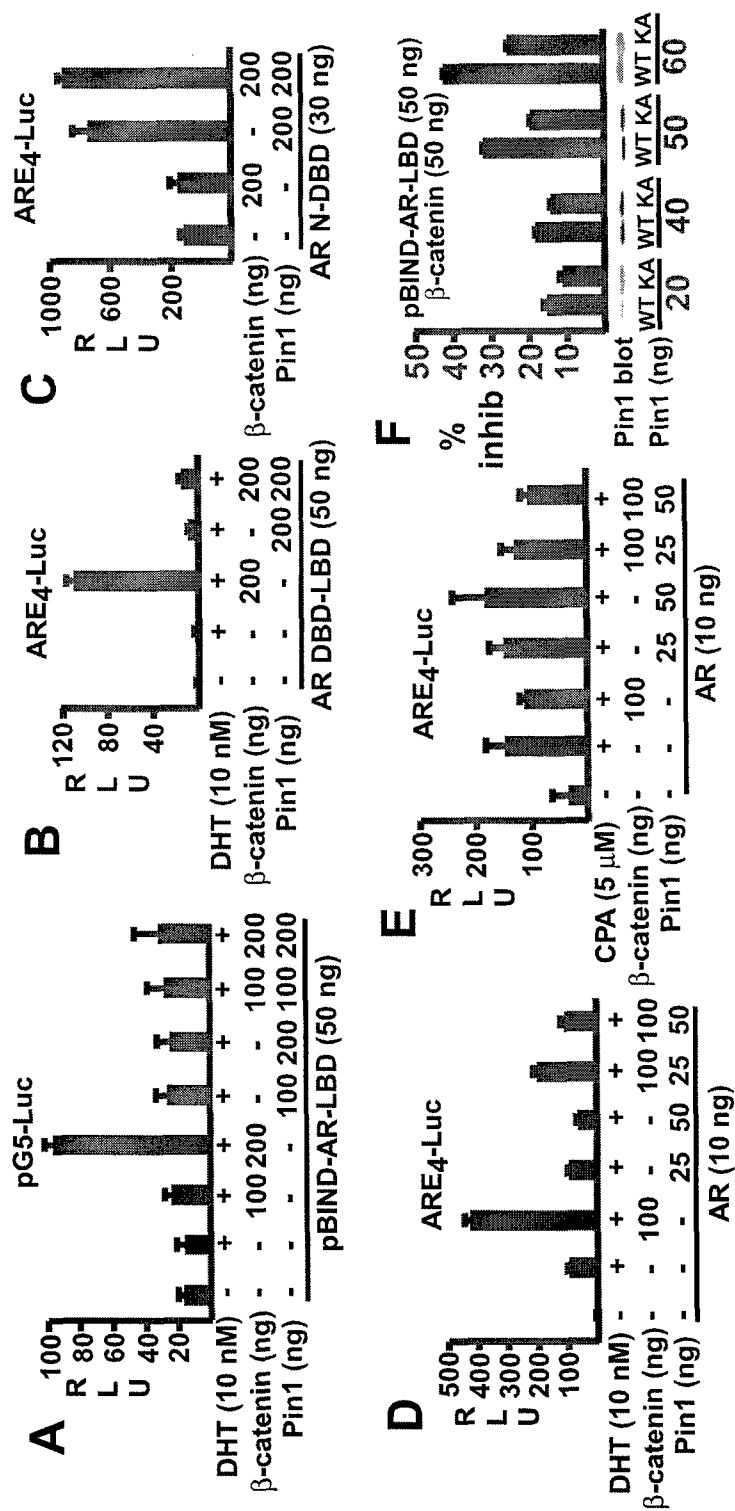 A
pG5-Luc
R
L
U
100
80
60
40
20
DHT (10 nM) - + + + + + + +
β-catenin (ng) - - 100 200 - - 100 200
Pin1 (ng) - - - - 100 200 100 200
pBIND-AR-LBD (50 ng)
B
ARE4-Luc
R
L
U
120
80
40
DHT (10 nM) - + + + +
β-catenin (ng) - - 200 - 200
Pin1 (ng) - - - 200 200
AR DBD-LBD (50 ng)
C
ARE4-Luc
R
L
U
1000
600
200
β-catenin (ng) - 200 - 200
Pin1 (ng) - - 200 200
AR N-DBD (30 ng)
D
ARE4-Luc
R
L
U
500
400
300
200
100
DHT (10 nM) - + + + + + +
β-catenin (ng) - - 100 - - 100 100
Pin1 (ng) - - - 25 50 25 50
AR (10 ng)
E
ARE4-Luc
R
L
U
300
200
100
CPA (5 μM) - + + + + + +
β-catenin (ng) - - 100 - - 100 100
Pin1 (ng) - - - 25 50 25 50
AR (10 ng)
F
pBIND-AR-LBD (50 ng)
β-catenin (50 ng)
%
inhib
50
40
30
20
10
Pin1 blot
WT KA WT KA WT KA WT KA
Pin1 (ng) 20 40 50 60